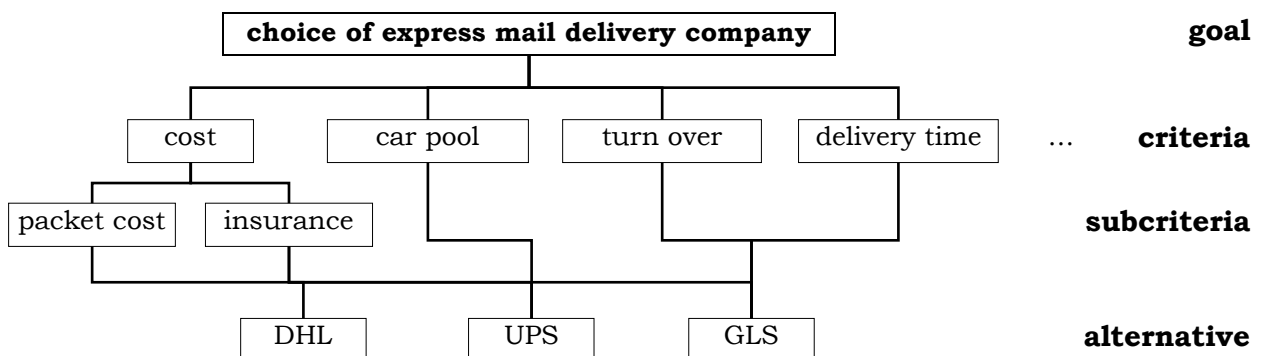 choice of express mail delivery company goal
cost car pool turn over delivery time ... criteria
packet cost insurance subcriteria
DHL UPS GLS alternative